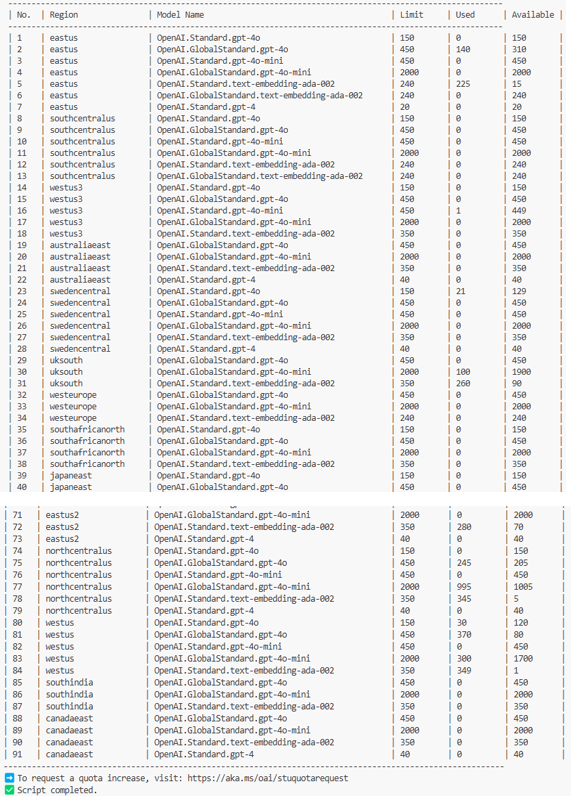 | No. | Region | Model Name | Limit | Used | Available |
| 1 | eastus | OpenAI.Standard.gpt-4o | 150 | 0 | 150
| 2 | eastus | OpenAI.GlobalStandard.gpt-4o | 450 | 140 | 310
| 3 | eastus | OpenAI.Standard.gpt-4o-mini | 450 | 0 | 450
| 4 | eastus | OpenAI.GlobalStandard.gpt-4o-mini | 2000 | 0 | 2000
| 5 | eastus | OpenAI.Standard.text-embedding-ada-002 | 240 | 225 | 15
| 6 | eastus | OpenAI.GlobalStandard.text-embedding-ada-002 | 240 | 0 | 240
| 7 | eastus | OpenAI.Standard.gpt-4 | 20 | 0 | 20
| 8 | southcentralus | OpenAI.Standard.gpt-4o | 150 | 0 | 150
| 9 | southcentralus | OpenAI.GlobalStandard.gpt-4o | 450 | 0 | 450
| 10 | southcentralus | OpenAI.Standard.gpt-4o-mini | 450 | 0 | 450
| 11 | southcentralus | OpenAI.GlobalStandard.gpt-4o-mini | 2000 | 0 | 2000
| 12 | southcentralus | OpenAI.Standard.text-embedding-ada-002 | 240 | 0 | 240
| 13 | southcentralus | OpenAI.GlobalStandard.text-embedding-ada-002 | 240 | 0 | 240
| 14 | westus3 | OpenAI.Standard.gpt-4o | 150 | 0 | 150
| 15 | westus3 | OpenAI.GlobalStandard.gpt-4o | 450 | 0 | 450
| 16 | westus3 | OpenAI.Standard.gpt-4o-mini | 450 | 1 | 449
| 17 | westus3 | OpenAI.GlobalStandard.gpt-4o-mini | 2000 | 0 | 2000
| 18 | westus3 | OpenAI.Standard.text-embedding-ada-002 | 350 | 0 | 350
| 19 | australiaeast | OpenAI.GlobalStandard.gpt-4o | 450 | 0 | 450
| 20 | australiaeast | OpenAI.GlobalStandard.gpt-4o-mini | 2000 | 0 | 2000
| 21 | australiaeast | OpenAI.Standard.text-embedding-ada-002 | 350 | 0 | 350
| 22 | australiaeast | OpenAI.Standard.gpt-4 | 40 | 0 | 40
| 23 | swedencentral | OpenAI.Standard.gpt-4o | 150 | 21 | 129
| 24 | swedencentral | OpenAI.GlobalStandard.gpt-4o | 450 | 0 | 450
| 25 | swedencentral | OpenAI.Standard.gpt-4o-mini | 450 | 0 | 450
| 26 | swedencentral | OpenAI.GlobalStandard.gpt-4o-mini | 2000 | 0 | 2000
| 27 | swedencentral | OpenAI.Standard.text-embedding-ada-002 | 350 | 0 | 350
| 28 | swedencentral | OpenAI.Standard.gpt-4 | 40 | 0 | 40
| 29 | uksouth | OpenAI.GlobalStandard.gpt-4o | 450 | 0 | 450
| 30 | uksouth | OpenAI.GlobalStandard.gpt-4o-mini | 2000 | 100 | 1900
| 31 | uksouth | OpenAI.Standard.text-embedding-ada-002 | 350 | 260 | 90
| 32 | westeurope | OpenAI.GlobalStandard.gpt-4o | 450 | 0 | 450
| 33 | westeurope | OpenAI.GlobalStandard.gpt-4o-mini | 2000 | 0 | 2000
| 34 | westeurope | OpenAI.Standard.text-embedding-ada-002 | 240 | 0 | 240
| 35 | southafricanorth | OpenAI.Standard.gpt-4o | 150 | 0 | 150
| 36 | southafricanorth | OpenAI.GlobalStandard.gpt-4o | 450 | 0 | 450
| 37 | southafricanorth | OpenAI.GlobalStandard.gpt-4o-mini | 2000 | 0 | 2000
| 38 | southafricanorth | OpenAI.Standard.text-embedding-ada-002 | 350 | 0 | 350
| 39 | japaneast | OpenAI.Standard.gpt-4o | 150 | 0 | 150
| 40 | japaneast | OpenAI.GlobalStandard.gpt-4o | 450 | 0 | 450
| 71 | eastus2 | OpenAI.GlobalStandard.gpt-4o-mini | 2000 | 0 | 2000
| 72 | eastus2 | OpenAI.Standard.text-embedding-ada-002 | 350 | 280 | 70
| 73 | eastus2 | OpenAI.Standard.gpt-4 | 40 | 0 | 40
| 74 | northcentralus | OpenAI.Standard.gpt-4o | 150 | 0 | 150
| 75 | northcentralus | OpenAI.GlobalStandard.gpt-4o | 450 | 245 | 205
| 76 | northcentralus | OpenAI.Standard.gpt-4o-mini | 450 | 0 | 450
| 77 | northcentralus | OpenAI.GlobalStandard.gpt-4o-mini | 2000 | 995 | 1005
| 78 | northcentralus | OpenAI.Standard.text-embedding-ada-002 | 350 | 345 | 5
| 79 | northcentralus | OpenAI.Standard.gpt-4 | 40 | 0 | 40
| 80 | westus | OpenAI.Standard.gpt-4o | 150 | 30 | 120
| 81 | westus | OpenAI.GlobalStandard.gpt-4o | 450 | 370 | 80
| 82 | westus | OpenAI.Standard.gpt-4o-mini | 450 | 0 | 450
| 83 | westus | OpenAI.GlobalStandard.gpt-4o-mini | 2000 | 300 | 1700
| 84 | westus | OpenAI.Standard.text-embedding-ada-002 | 350 | 349 | 1
| 85 | southindia | OpenAI.GlobalStandard.gpt-4o | 450 | 0 | 450
| 86 | southindia | OpenAI.GlobalStandard.gpt-4o-mini | 2000 | 0 | 2000
| 87 | southindia | OpenAI.Standard.text-embedding-ada-002 | 350 | 0 | 350
| 88 | canadaeast | OpenAI.GlobalStandard.gpt-4o | 450 | 0 | 450
| 89 | canadaeast | OpenAI.GlobalStandard.gpt-4o-mini | 2000 | 0 | 2000
| 90 | canadaeast | OpenAI.Standard.text-embedding-ada-002 | 350 | 0 | 350
| 91 | canadaeast | OpenAI.Standard.gpt-4 | 40 | 0 | 40
➡️ To request a quota increase, visit: https://aka.ms/oai/stuquotarequest
✅ Script completed.